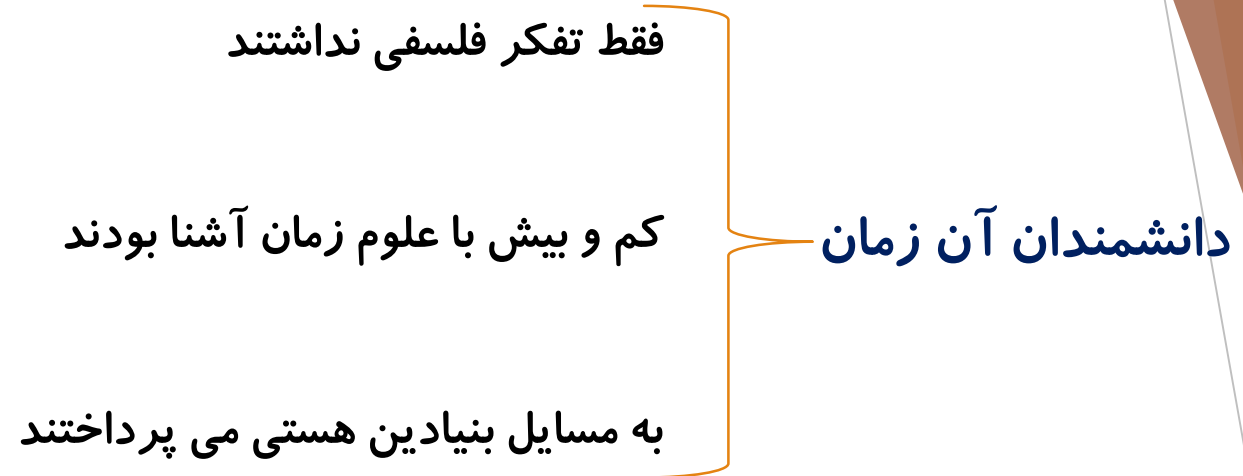 فقط تفکر فلسفی نداشتند
دانشمندان آن زمان
کم و بیش با علوم زمان آشنا بودند
به مسایل بنیادین هستی می پرداختند